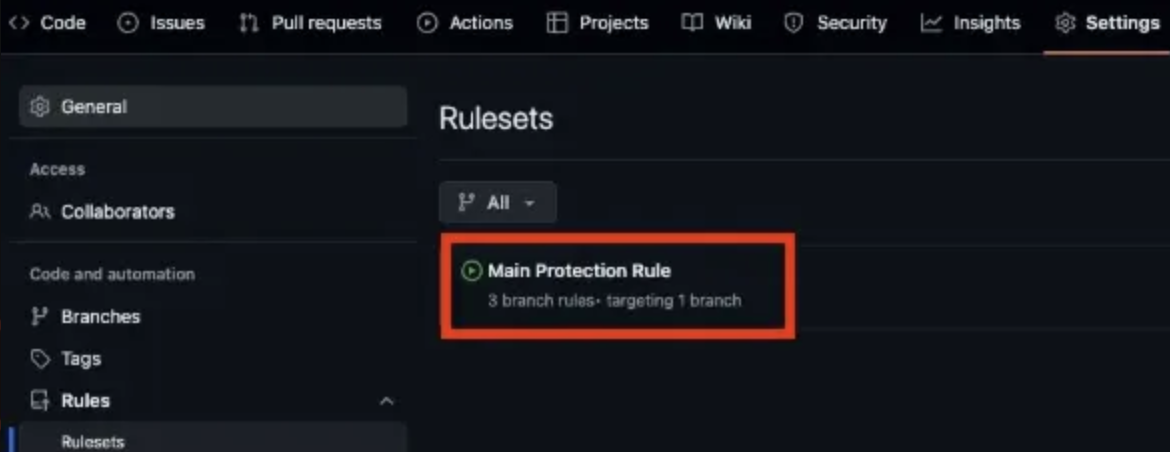 Code Issues Pull requests Actions Projects Wiki Security Insights Settings
General
Access
Collaborators
Code and automation
Branches
Tags
Rules
Rulesets
Rulesets
All
Main Protection Rule
3 branch rules• targeting 1 branch